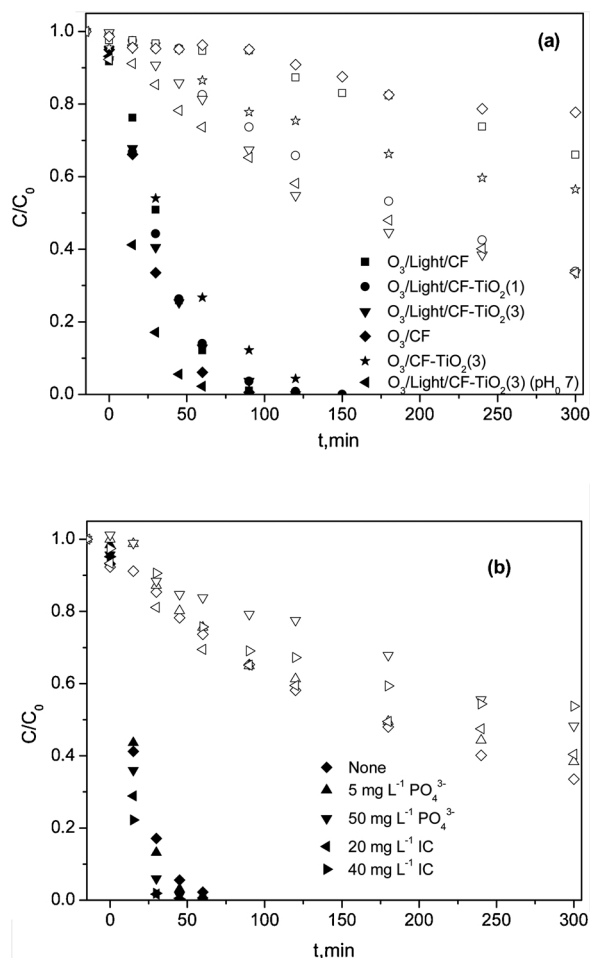 (a)
1.0
0.8
0.6
0.4
0.2
0.0
C/C₀
O₃/Light/CF
O₃/Light/CF-TiO₂(1)
O₃/Light/CF-TiO₂(3)
O₃/CF
O₃/CF-TiO₂(3)
O₃/Light/CF-TiO₂(3) (pH₀ 7)
0 50 100 150 200 250 300
t,min
(b)
1.0
0.8
0.6
0.4
0.2
0.0
C/C₀
None
5 mg L⁻¹ PO₄³⁻
50 mg L⁻¹ PO₄³⁻
20 mg L⁻¹ IC
40 mg L⁻¹ IC
0 50 100 150 200 250 300
t,min